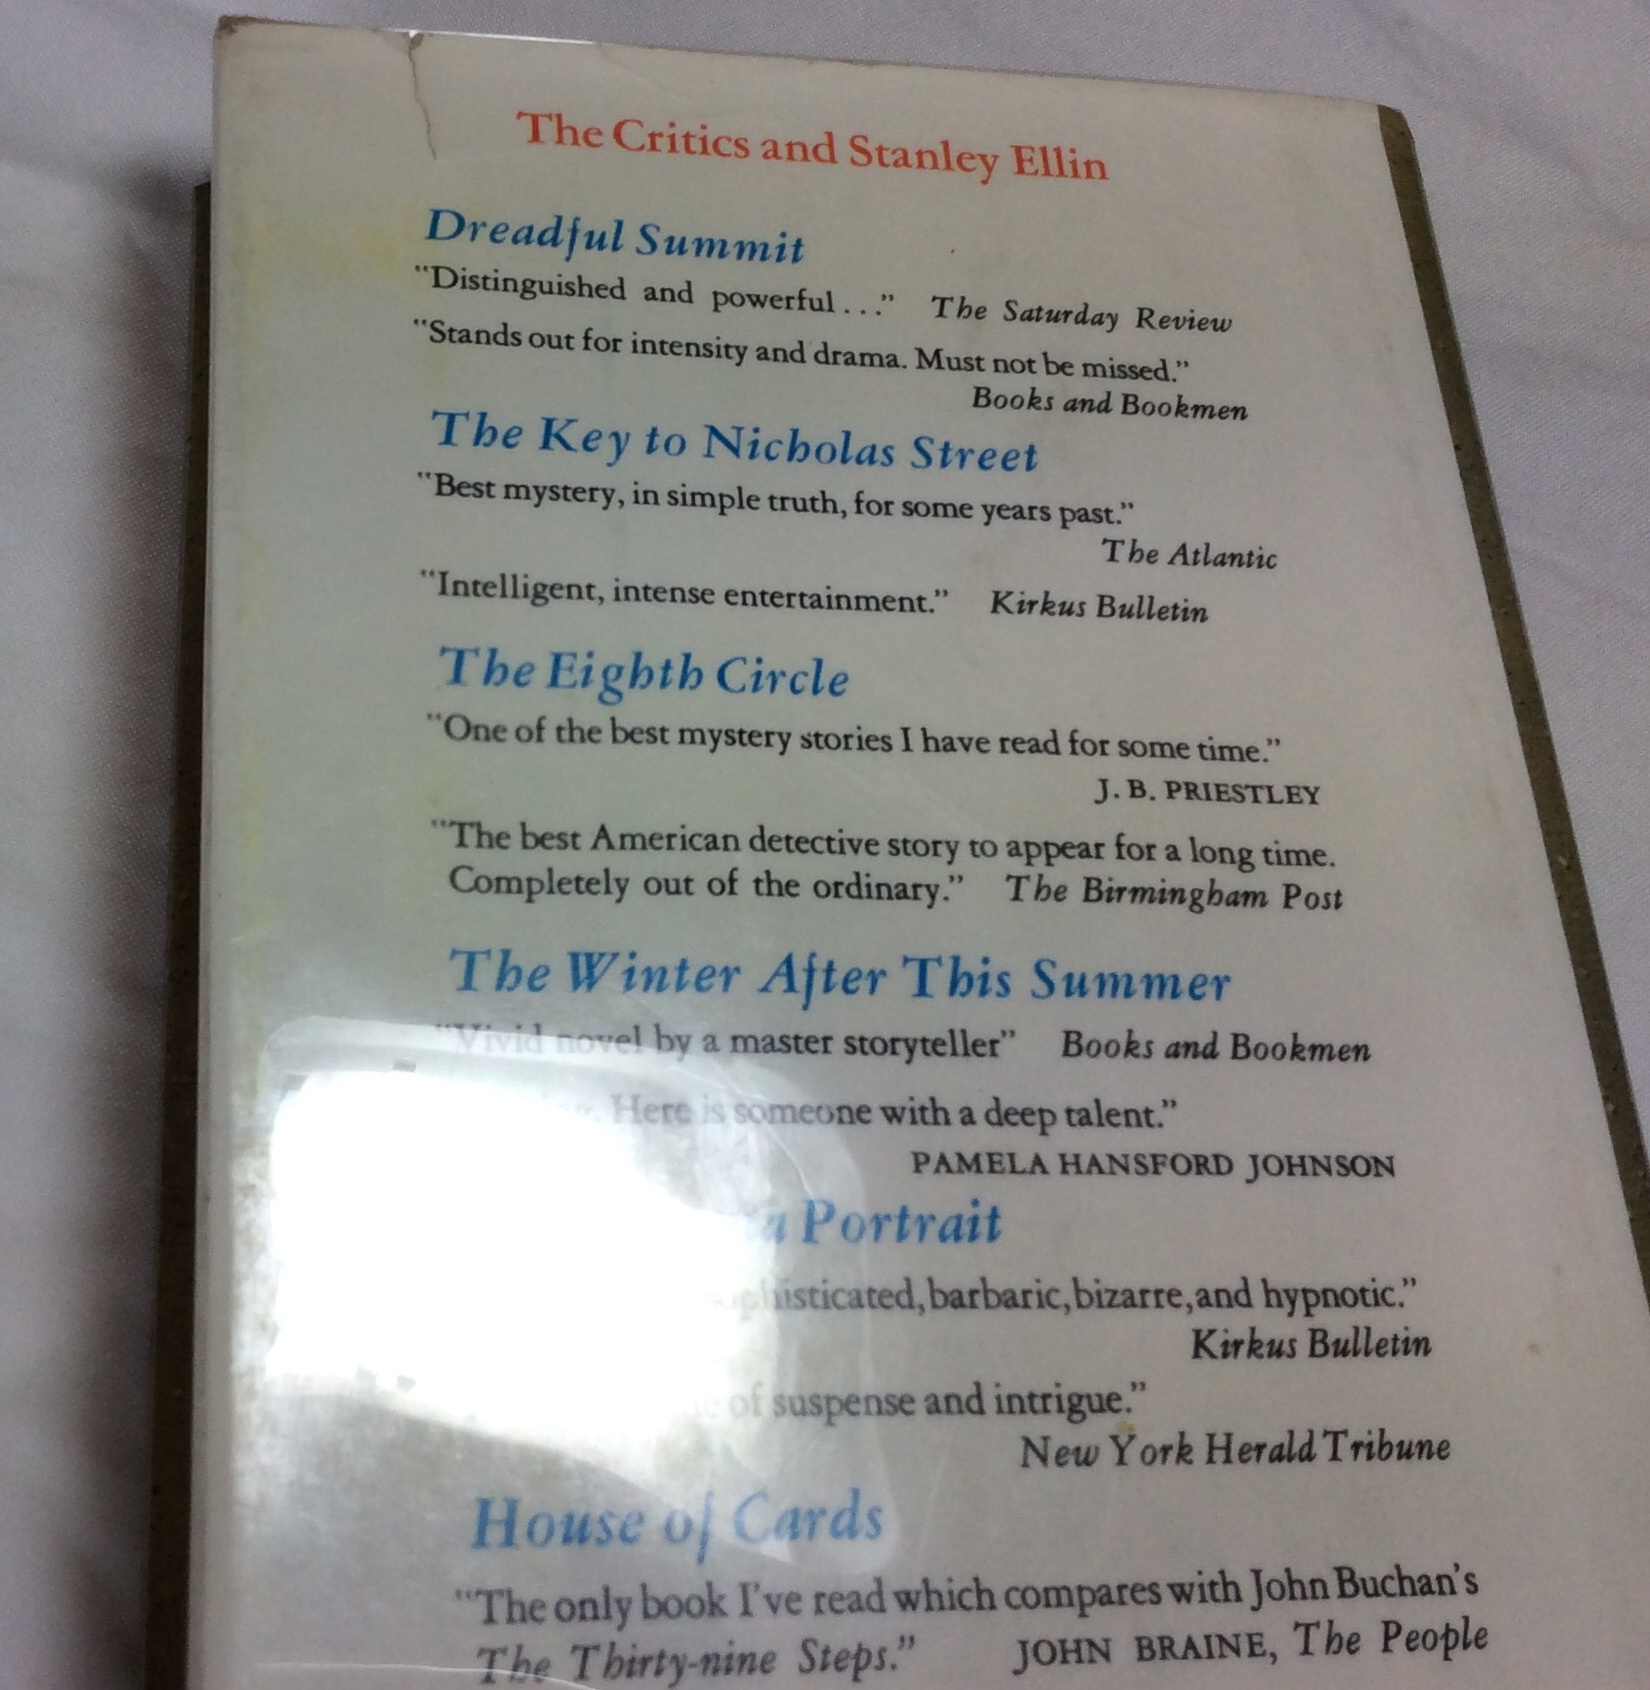 The Critics and Stanley Ellin
Dreadful Summit
"Distinguished and powerful..." The Saturday Review
"Stands out for intensity and drama. Must not be missed."
Books and Bookmen
The Key to Nicholas Street
"Best mystery, in simple truth, for some years past."
The Atlantic
"Intelligent, intense entertainment." Kirkus Bulletin
The Eighth Circle
"One of the best mystery stories I have read for some time."
J. B. PRIESTLEY
"The best American detective story to appear for a long time.
Completely out of the ordinary." The Birmingham Post
The Winter After This Summer
"Vivid novel by a master storyteller" Books and Bookmen
Here is someone with a deep talent."
PAMELA HANSFORD JOHNSON
a Portrait
sophisticated, barbaric, bizarre, and hypnotic."
Kirkus Bulletin
of suspense and intrigue."
New York Herald Tribune
House of Cards
"The only book I've read which compares with John Buchan's
The Thirty-nine Steps." JOHN BRAINE, The People